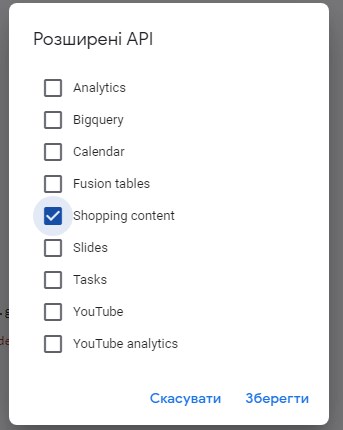 Розширені API
Analytics
Bigquery
Calendar
Fusion tables
Shopping content
Slides
Tasks
YouTube
YouTube analytics
Скасувати Зберегти